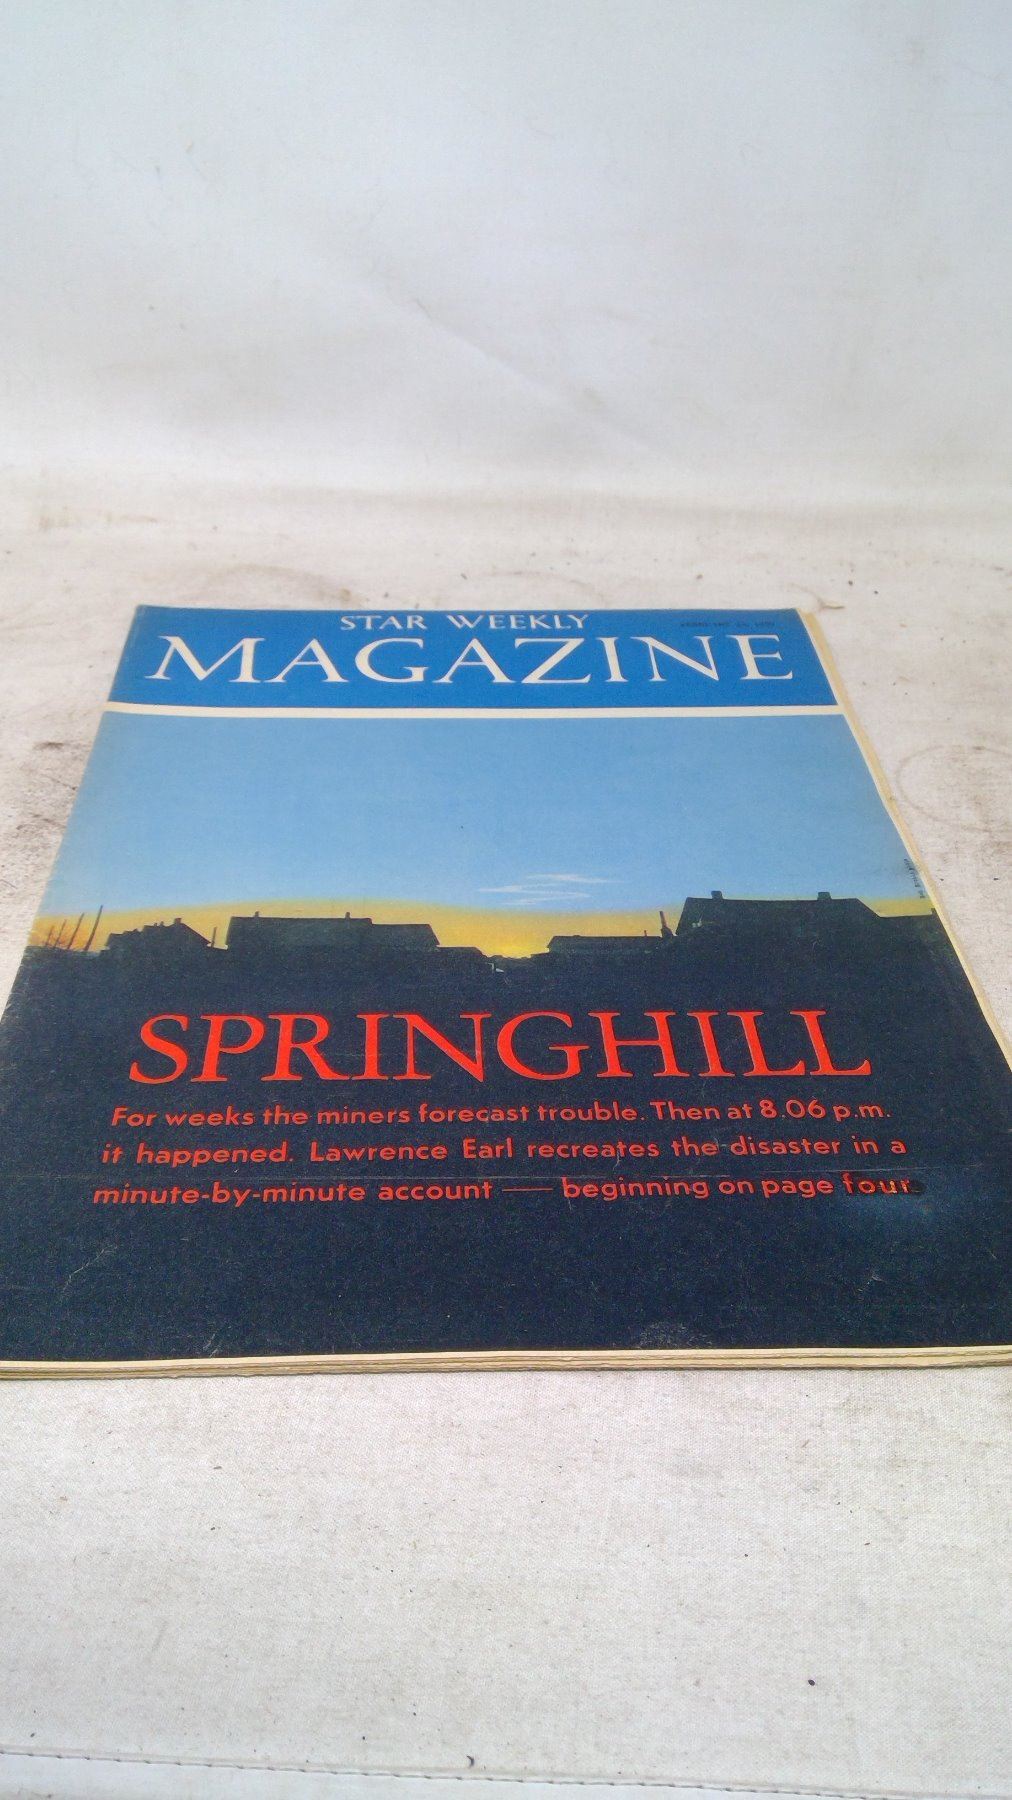 STAR WEEKLY
MAGAZINE
SPRINGHILL
For weeks the miners forecast trouble. Then at 8.06 p.m.
it happened. Lawrence Earl recreates the disaster in a
minute-by-minute account — beginning on page four